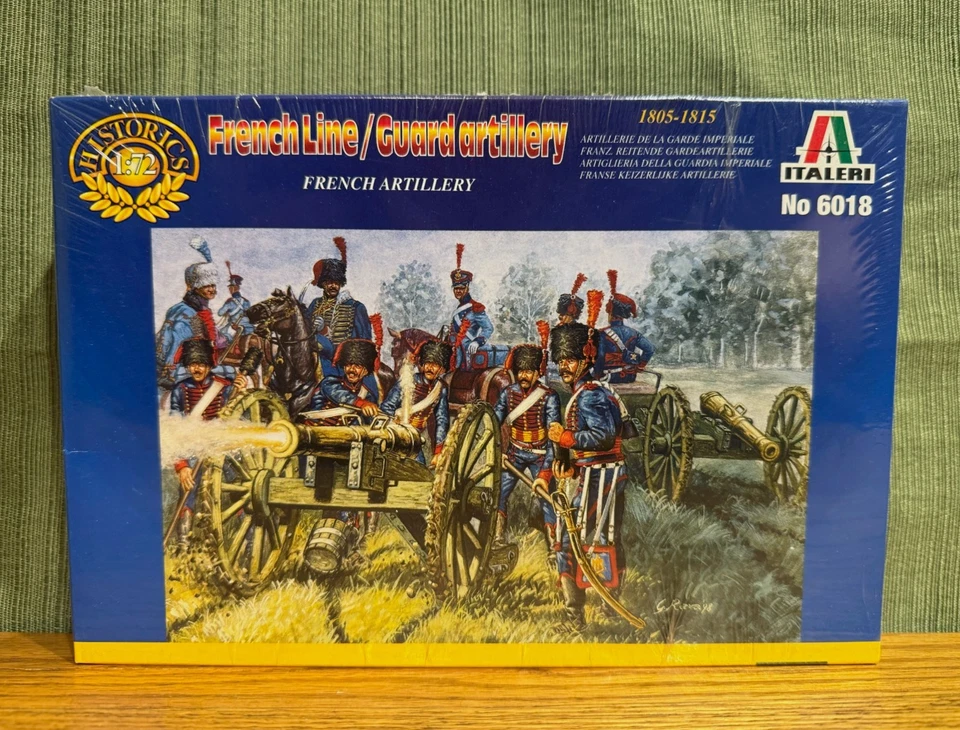 HISTORICS
1:72
French Line / Guard artillery
FRENCH ARTILLERY
1805-1815
ARTILLERIE DE LA GARDE IMPERIALE
FRANZ. REITENDE GARDEARTILLERIE
ARTIGLIERIA DELLA GUARDIA IMPERIALE
FRANSE KEIZERLIJKE ARTILLERIE
ITALERI
No 6018